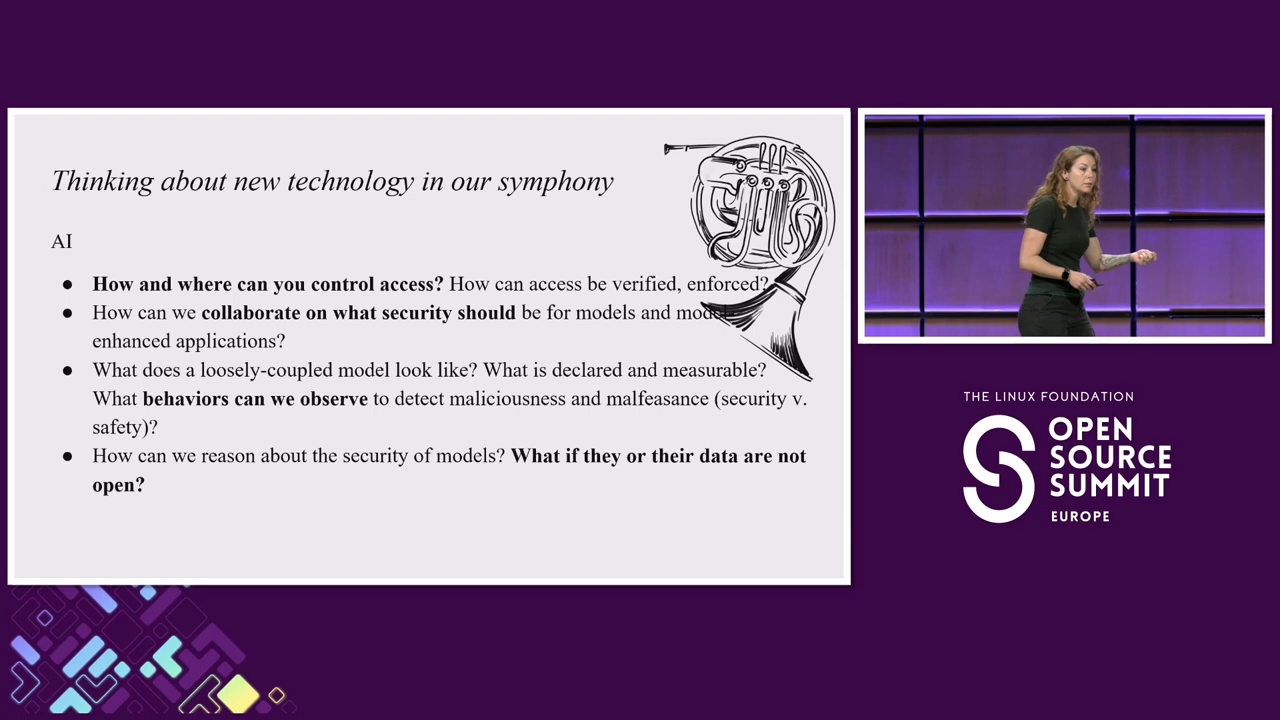 Thinking about new technology in our symphony
AI
● How and where can you control access? How can access be verified, enforced?
● How can we collaborate on what security should be for models and model-
enhanced applications?
● What does a loosely-coupled model look like? What is declared and measurable?
What behaviors can we observe to detect maliciousness and malfeasance (security v.
safety)?
● How can we reason about the security of models? What if they or their data are not
open?
THE LINUX FOUNDATION
OPEN
SOURCE
SUMMIT
EUROPE